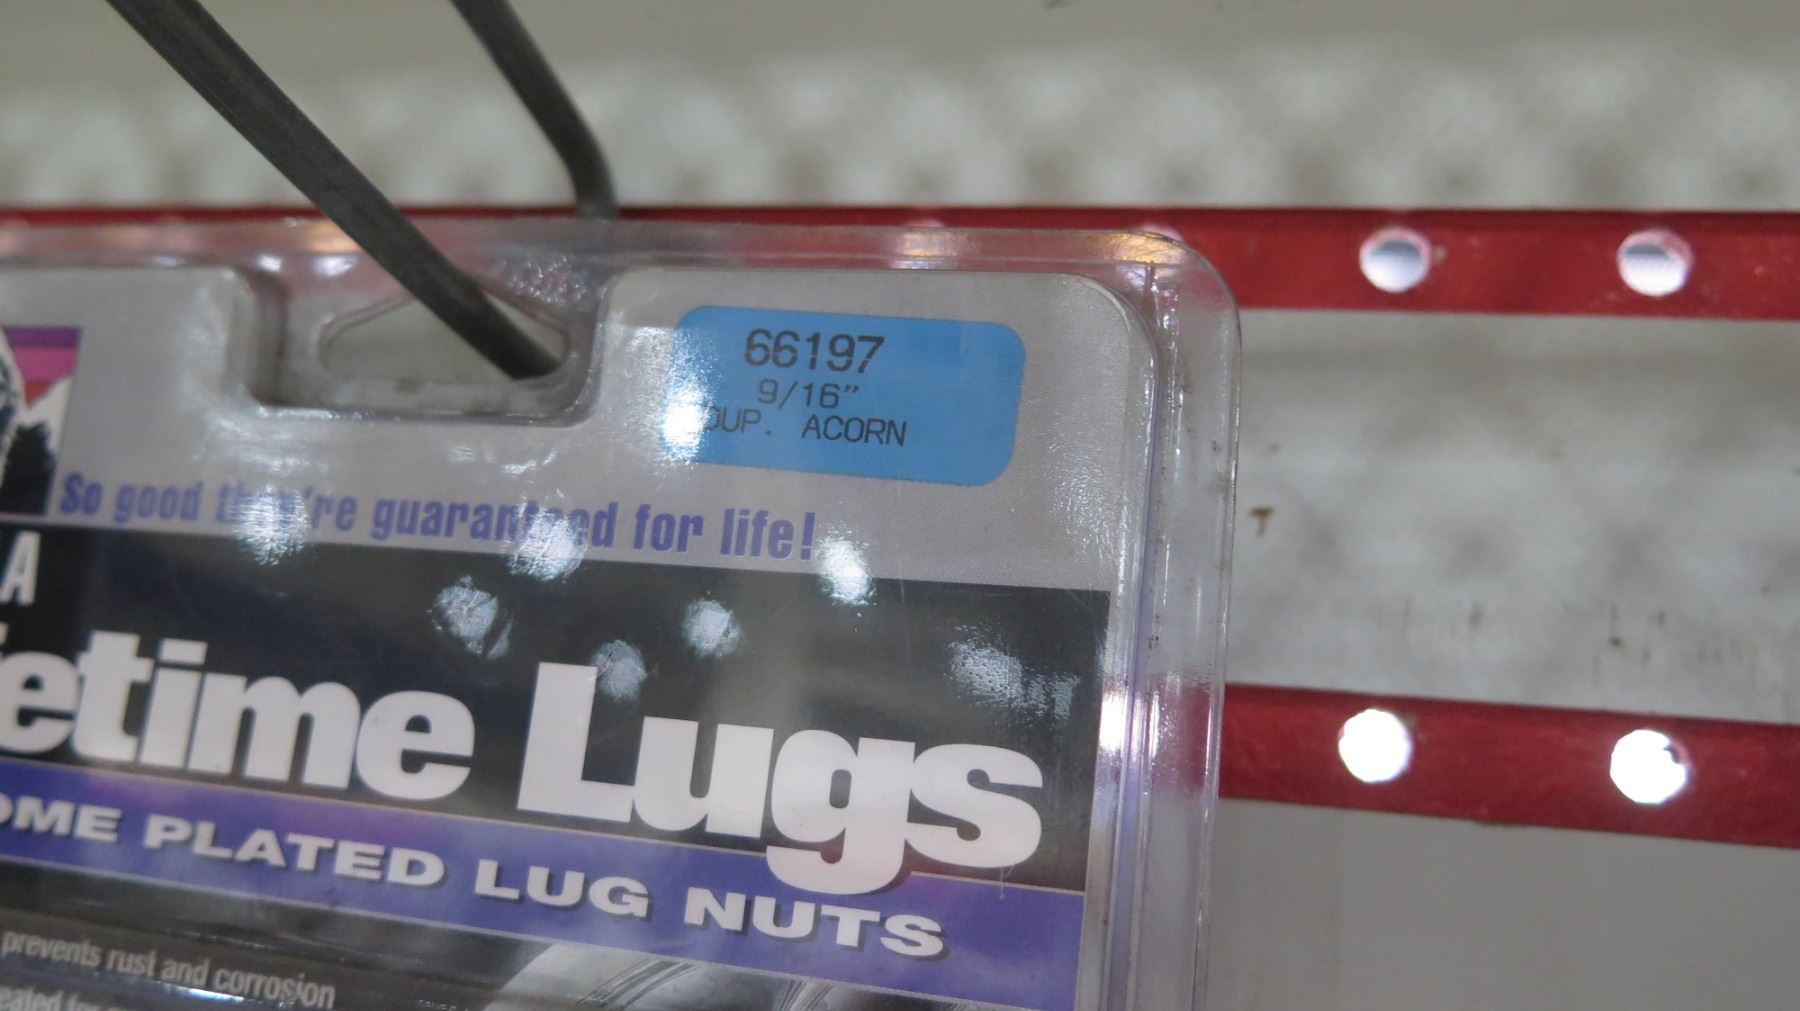 66197
9/16”
DUP. ACORN
So good they're guaranteed for life!
A
etime Lugs
OME PLATED LUG NUTS
prevents rust and corrosion